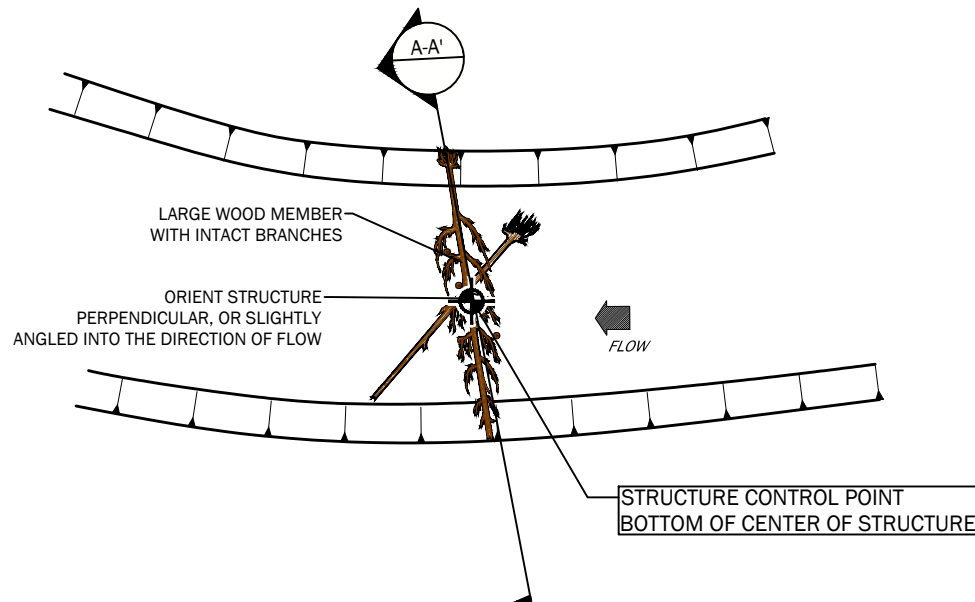 A-A'
LARGE WOOD MEMBER
WITH INTACT BRANCHES
ORIENT STRUCTURE
PERPENDICULAR, OR SLIGHTLY
ANGLED INTO THE DIRECTION OF FLOW
FLOW
STRUCTURE CONTROL POINT
BOTTOM OF CENTER OF STRUCTURE